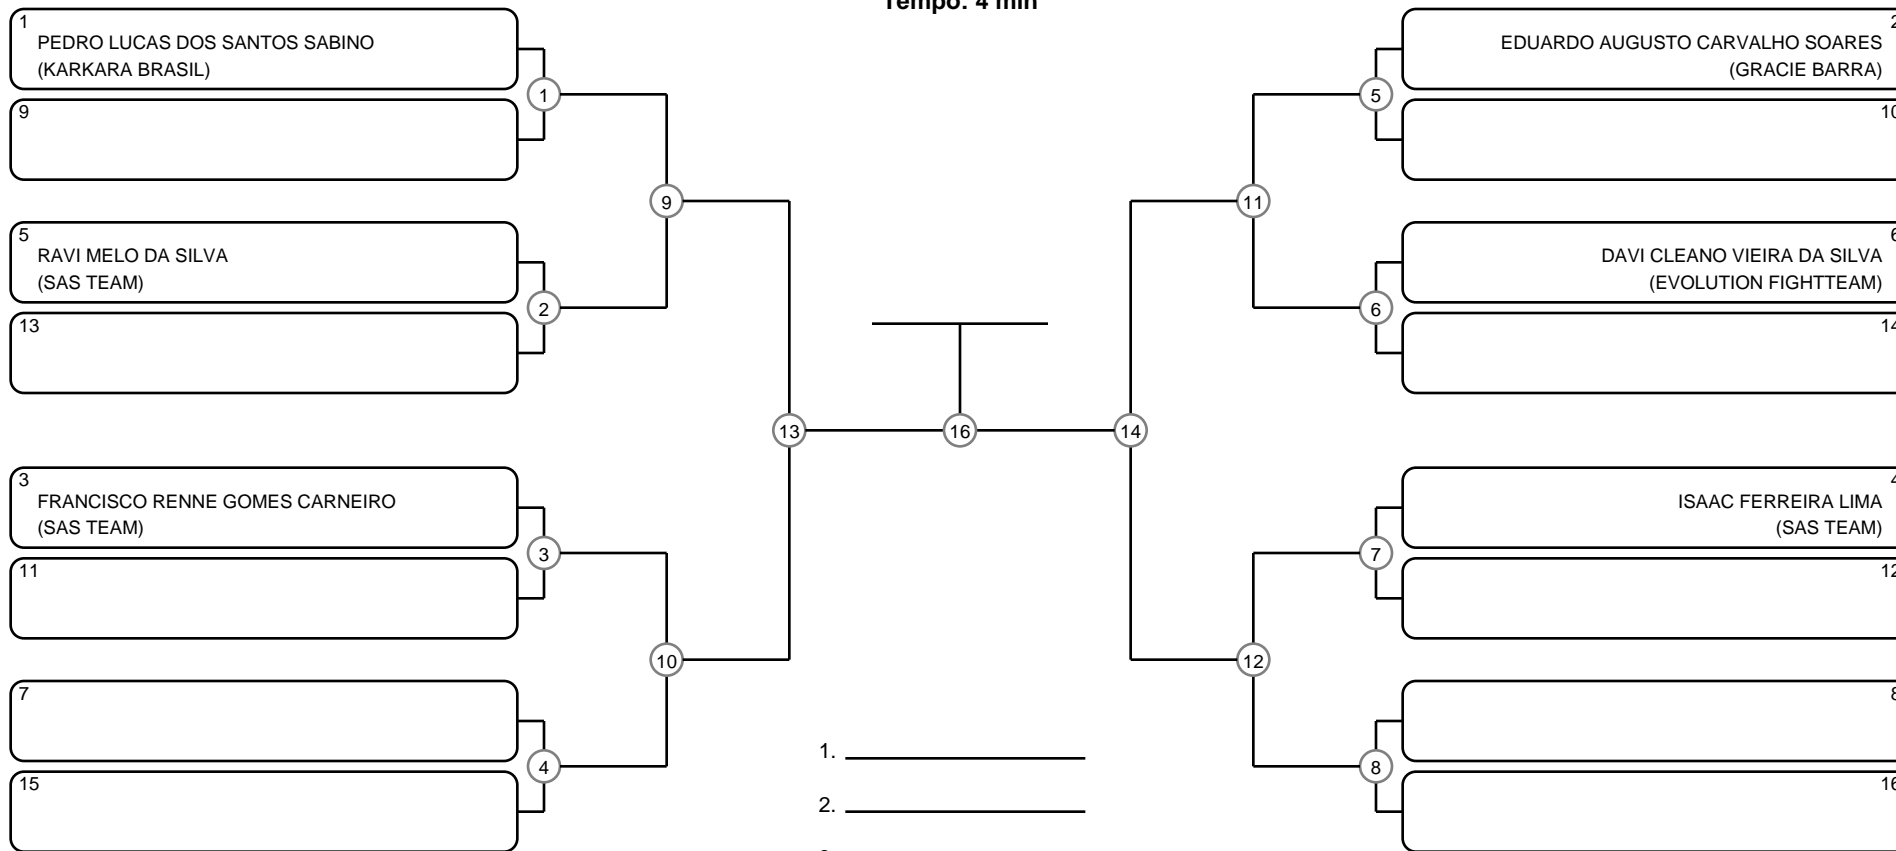 Tempo: 4 min
1
PEDRO LUCAS DOS SANTOS SABINO
(KARKARA BRASIL)
9
1
5
RAVI MELO DA SILVA
(SAS TEAM)
13
2
9
3
FRANCISCO RENNE GOMES CARNEIRO
(SAS TEAM)
11
3
7
15
4
10
13
16
14
2
EDUARDO AUGUSTO CARVALHO SOARES
(GRACIE BARRA)
10
5
11
6
DAVI CLEANO VIEIRA DA SILVA
(EVOLUTION FIGHTTEAM)
14
6
4
ISAAC FERREIRA LIMA
(SAS TEAM)
12
7
12
8
16
8
1.
2.